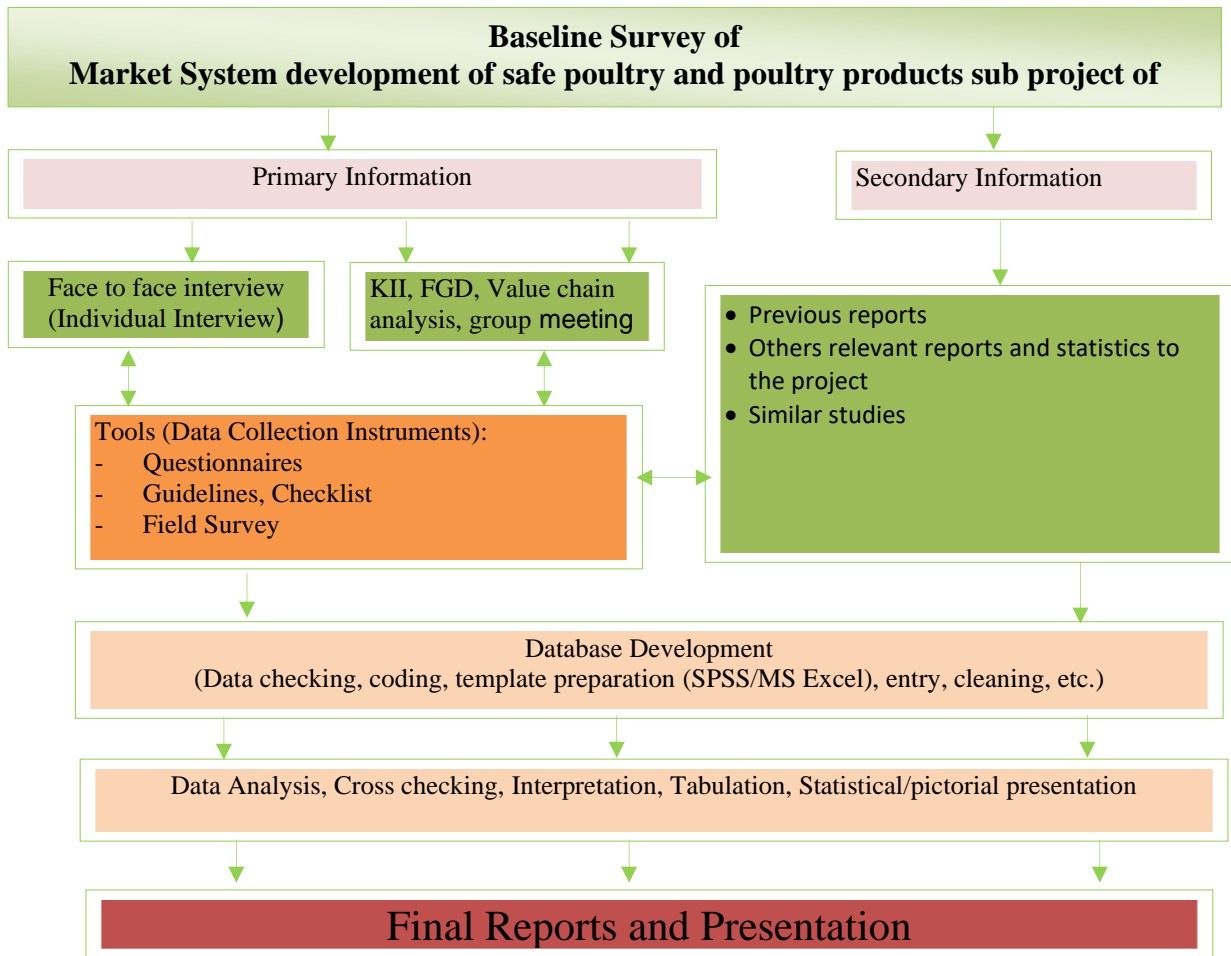 Baseline Survey of
Market System development of safe poultry and poultry products sub project of
Primary Information
Secondary Information
Face to face interview
(Individual Interview)
KII, FGD, Value chain
analysis, group meeting
• Previous reports
• Others relevant reports and statistics to
the project
• Similar studies
Tools (Data Collection Instruments):
- Questionnaires
- Guidelines, Checklist
- Field Survey
Database Development
(Data checking, coding, template preparation (SPSS/MS Excel), entry, cleaning, etc.)
Data Analysis, Cross checking, Interpretation, Tabulation, Statistical/pictorial presentation
Final Reports and Presentation